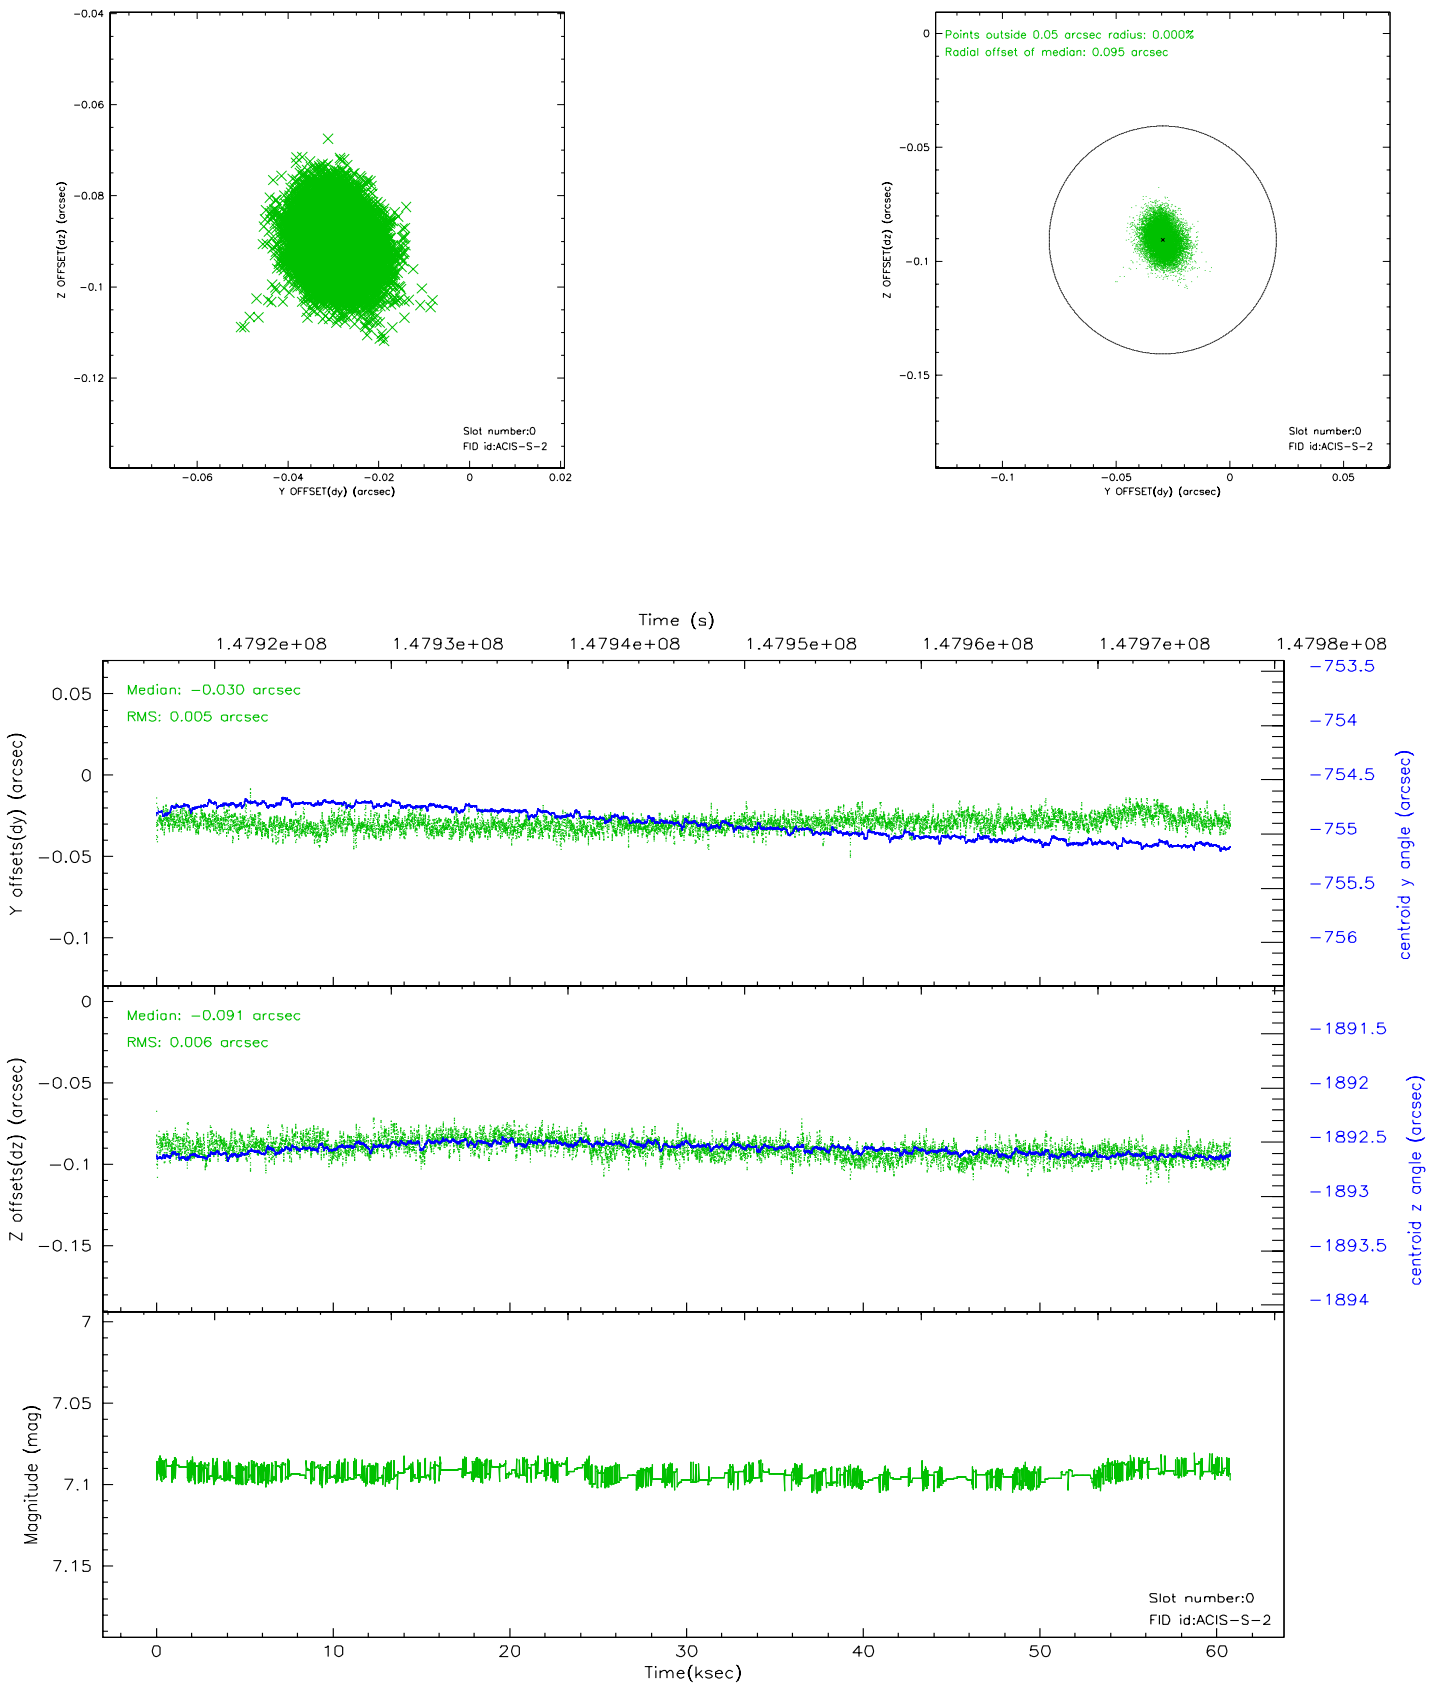 -0.04
-0.06
-0.08
-0.1
-0.12
Z OFFSET(dz) (arcsec)
Slot number:0
FID id:ACIS-S-2
-0.06 -0.04 -0.02 0 0.02
Y OFFSET(dy) (arcsec)
Points outside 0.05 arcsec radius: 0.000%
Radial offset of median: 0.095 arcsec
0
-0.05
-0.1
-0.15
Z OFFSET(dz) (arcsec)
Slot number:0
FID id:ACIS-S-2
-0.1 -0.05 0 0.05
Y OFFSET(dy) (arcsec)
Time (s)
1.4792e+08 1.4793e+08 1.4794e+08 1.4795e+08 1.4796e+08 1.4797e+08 1.4798e+08
Median: -0.030 arcsec
RMS: 0.005 arcsec
0.05
0
-0.05
-0.1
Y offsets(dy) (arcsec)
-753.5
-754
-754.5
-755
-755.5
-756
centroid y angle (arcsec)
Median: -0.091 arcsec
RMS: 0.006 arcsec
0
-0.05
-0.1
-0.15
Z offsets(dz) (arcsec)
-1891.5
-1892
-1892.5
-1893
-1893.5
-1894
centroid z angle (arcsec)
7
7.05
7.1
7.15
Magnitude (mag)
Slot number:0
FID id:ACIS-S-2
0 10 20 30 40 50 60
Time(ksec)